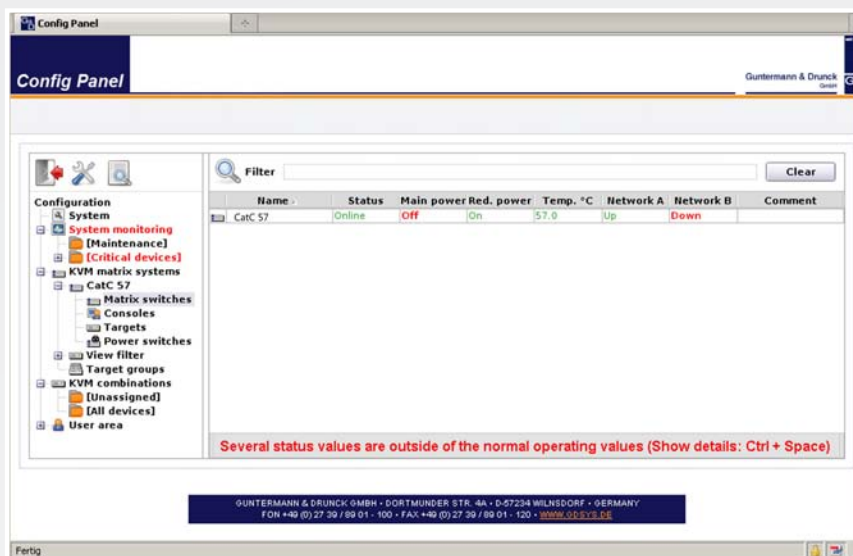 Config Panel
Config Panel
Guntermann & Drunck
GmbH
Filter
Clear
Configuration
System
System monitoring
[Maintenance]
[Critical devices]
KVM matrix systems
CatC 57
Matrix switches
Consoles
Targets
Power switches
View filter
Target groups
KVM combinations
[Unassigned]
[All devices]
User area
Name Status Main power Red. power Temp. °C Network A Network B Comment
CatC 57 Online Off On 57.0 Up Down
Several status values are outside of the normal operating values (Show details: Ctrl + Space)
GUNTERMANN & DRUNCK GMBH • DORTMUNDER STR. 4A • D-57234 WILNSDORF • GERMANY
FON +49 (0) 27 39 / 89 01 - 100 • FAX +49 (0) 27 39 / 89 01 - 120 • WWW.GDSYS.DE
Fertig